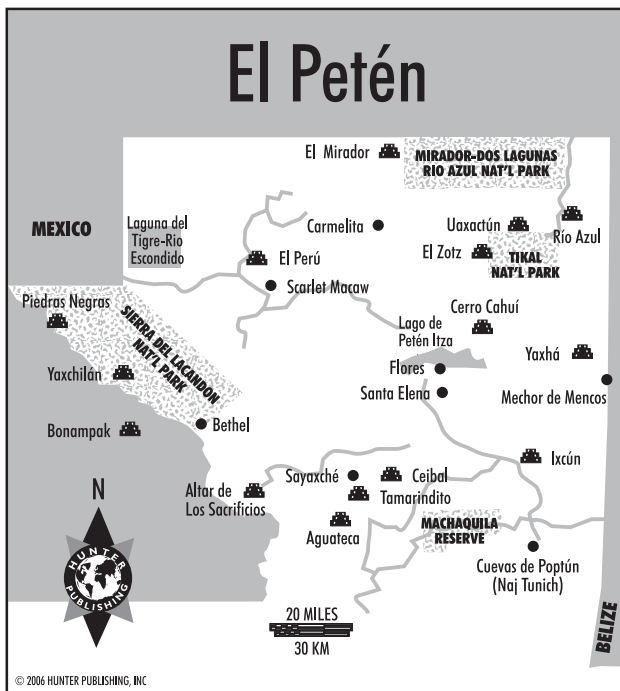 El Petén
El Mirador
MIRADOR-DOS LAGUNAS
RIO AZUL NAT'L PARK
MEXICO
Laguna del
Tigre-Rio
Escondido
Carmelita
Uaxactún
Río Azul
El Perú
El Zotz
TIKAL
NAT'L PARK
Scarlet Macaw
Piedras Negras
SIERRA DEL LACANDON
NAT'L PARK
Cerro Cahuí
Lago de
Petén Itza
Yaxhá
Yaxchilán
Flores
Santa Elena
Mechor de Mencos
Bonampak
Bethel
Ixcún
Sayaxché
Ceibal
Altar de
Los Sacrificios
Tamarindito
Aguateca
MACHAQUILA
RESERVE
Cuevas de Poptún
(Naj Tunich)
N
HUNTER
PUBLISHING
20 MILES
30 KM
BELIZE
© 2006 HUNTER PUBLISHING, INC